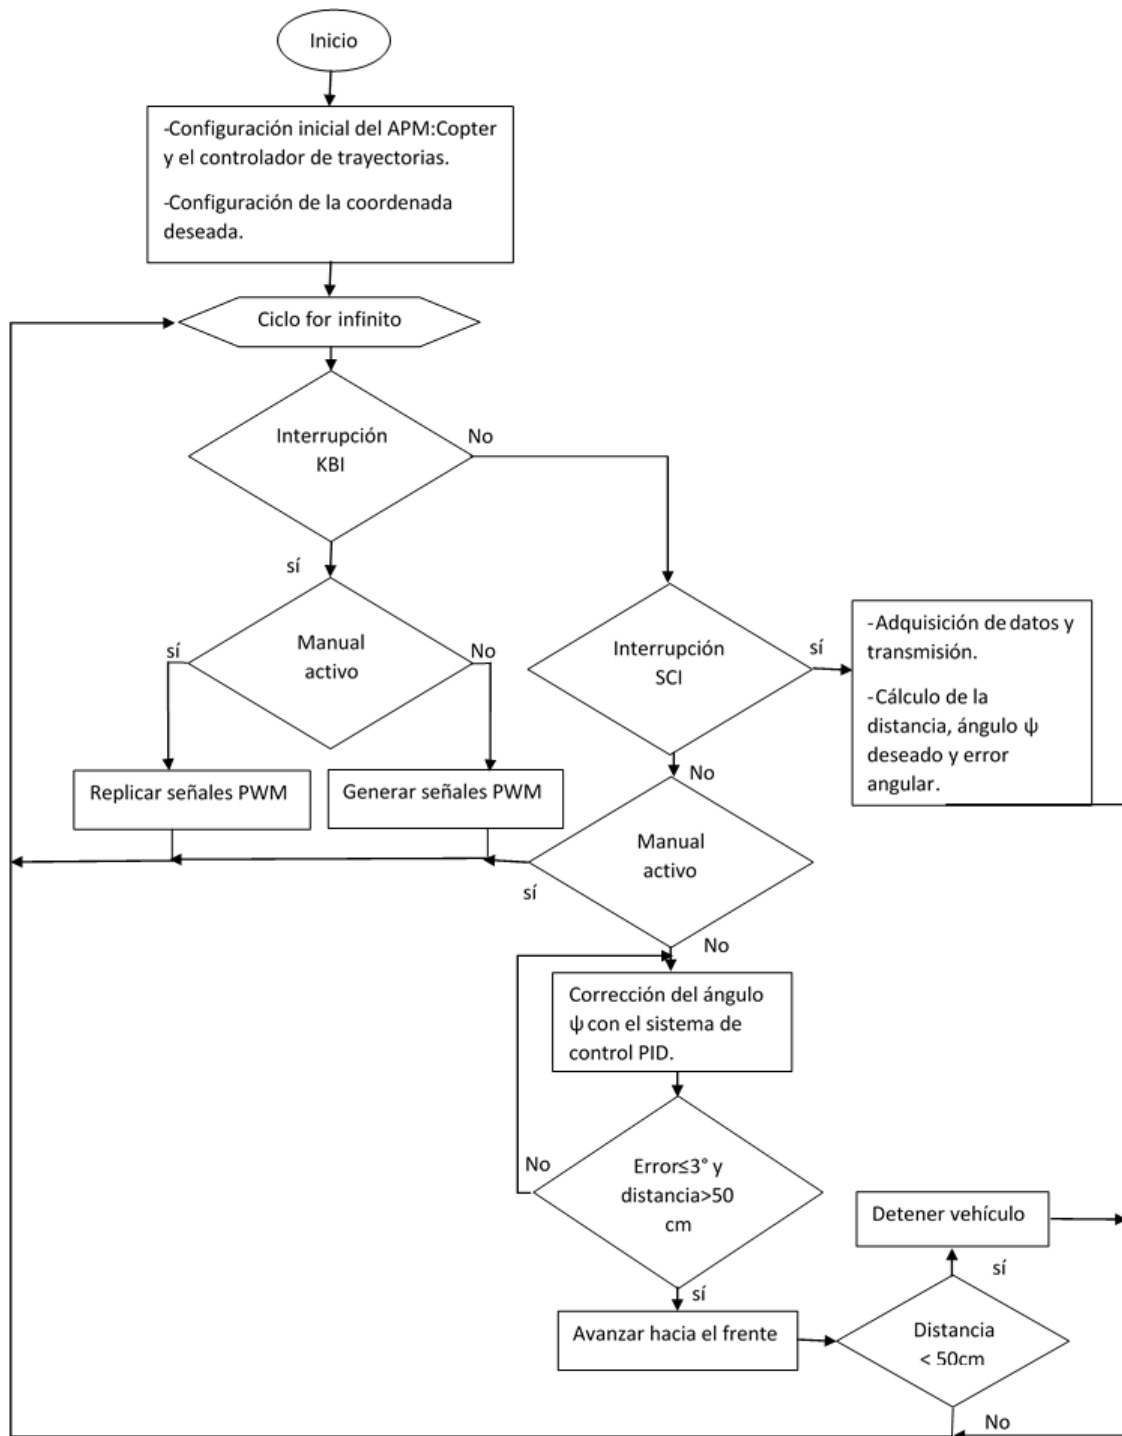 Inicio
-Configuración inicial del APM:Copter
y el controlador de trayectorias.
-Configuración de la coordenada
deseada.
Ciclo for infinito
Interrupción
KBI
No
sí
Manual
activo
sí
No
Interrupción
SCI
sí
-Adquisición de datos y
transmisión.
-Cálculo de la
distancia, ángulo ψ
deseado y error
angular.
No
Replicar señales PWM
Generar señales PWM
Manual
activo
sí
No
Corrección del ángulo
ψ con el sistema de
control PID.
No
Error≤3° y
distancia>50
cm
sí
Detener vehículo
sí
Avanzar hacia el frente
Distancia
< 50cm
No